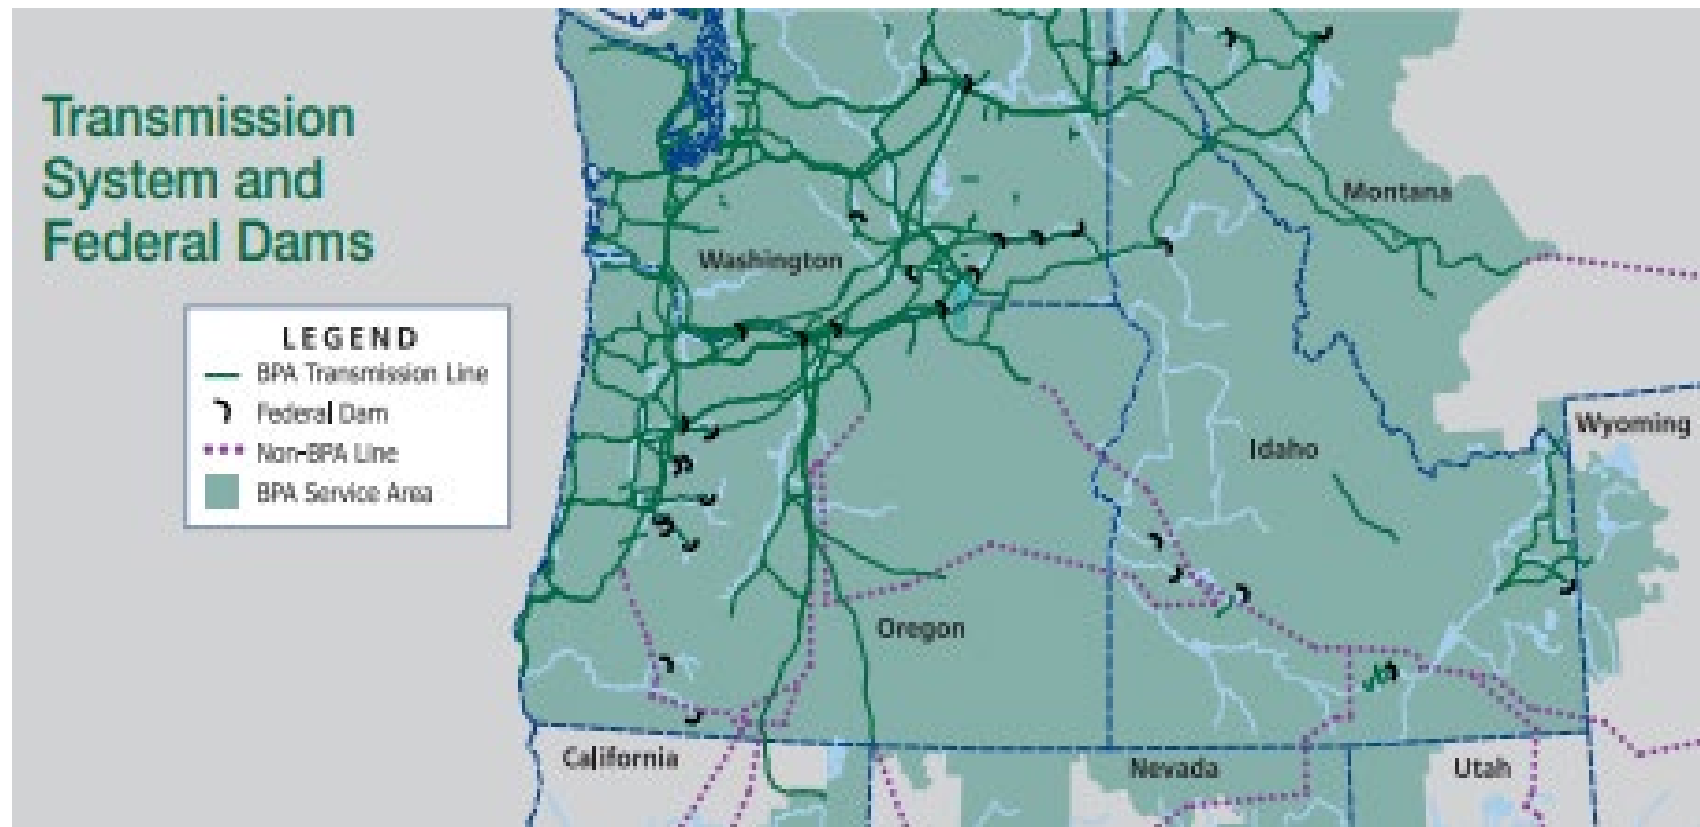 Transmission
System and
Federal Dams
LEGEND
BPA Transmission Line
Federal Dam
Non-BPA Line
BPA Service Area
Washington
Montana
Idaho
Wyoming
Oregon
California
Nevada
Utah